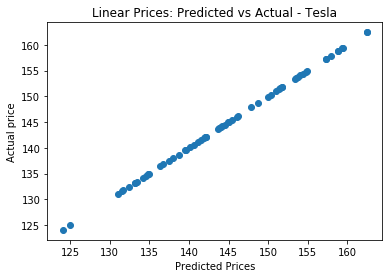 Linear Prices: Predicted vs Actual - Tesla
160
155
150
145
140
135
130
125
Actual price
125 130 135 140 145 150 155 160
Predicted Prices